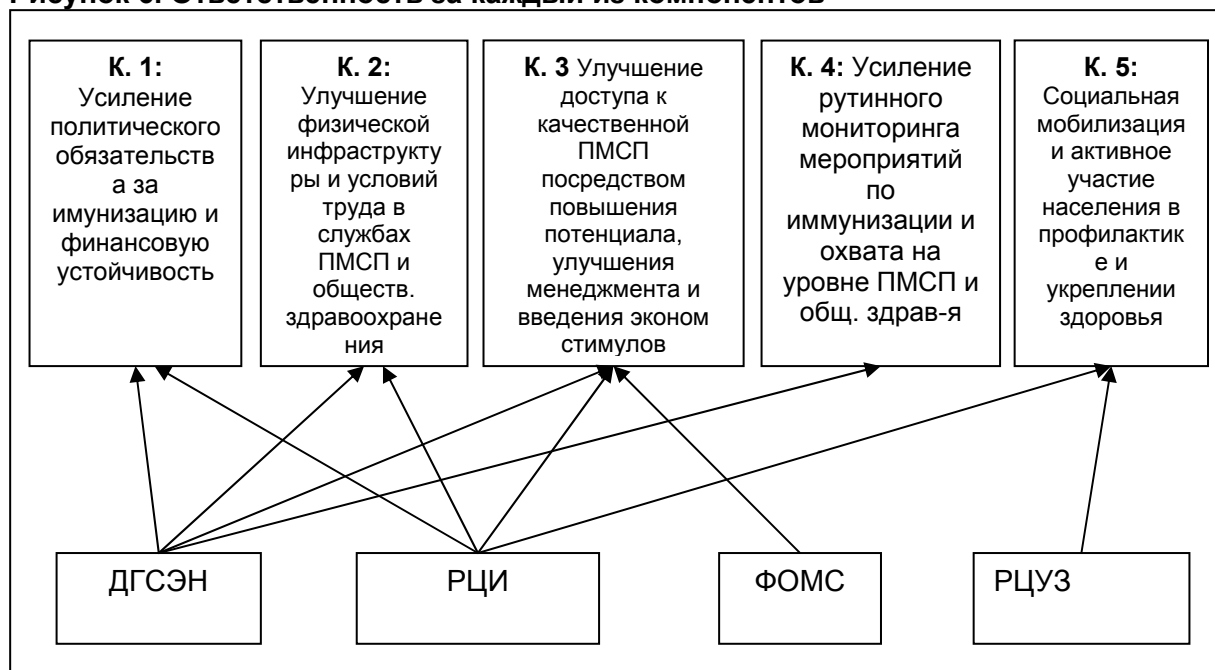 Рисунок Ответственность за каждый из компонентов
К. 1:
Усиление
политического
обязательств
а за
имунизацию и
финансовую
устойчивость
К. 2:
Улучшение
физической
инфраструкту
ры и условий
труда в
службах
ПМСП и
обществ.
здравоохране
ния
К. 3 Улучшение
доступа к
качественной
ПМСП
посредством
повышения
потенциала,
улучшения
менеджмента и
введения эконом
стимулов
К. 4: Усиление
рутинного
мониторинга
мероприятий
по
иммунизации и
охвата на
уровне ПМСП и
общ. здрав-я
К. 5:
Социальная
мобилизация
и активное
участие
населения в
профилактик
е и
укреплении
здоровья
ДГСЭН
РЦИ
ФОМС
РЦУЗ